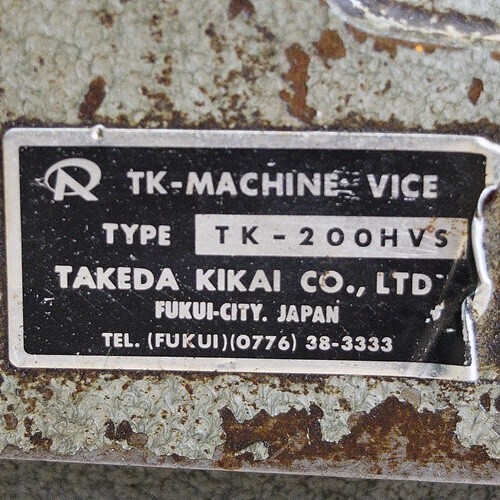 TK-MACHINE VICE
TYPE TK-200HVS
TAKEDA KIKAI CO., LTD
FUKUI-CITY. JAPAN
TEL. (FUKUI)(0776) 38-3333